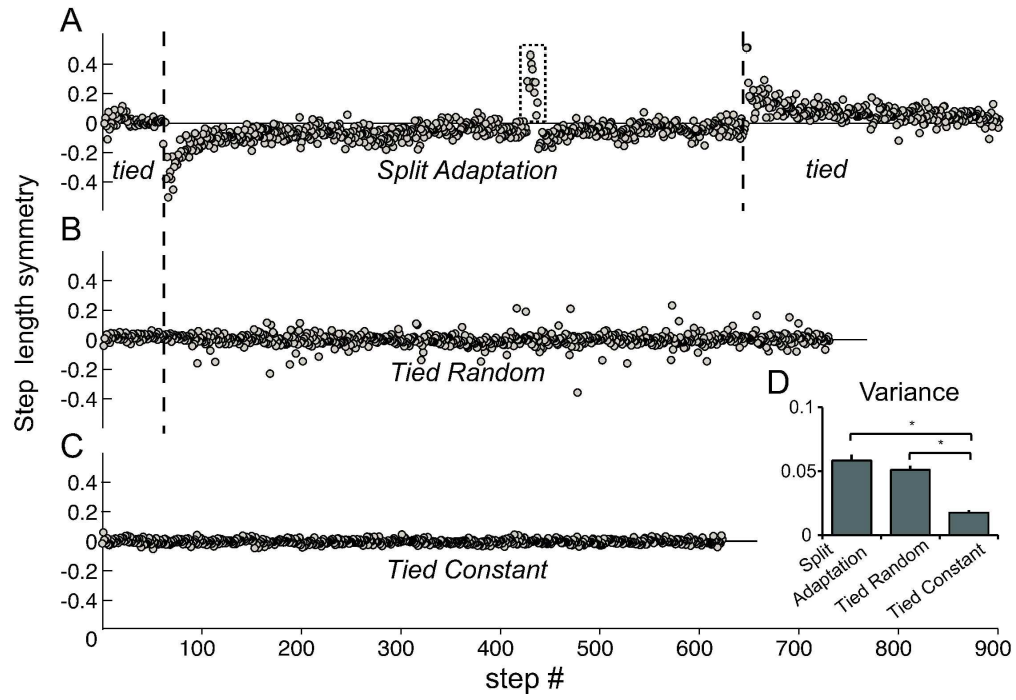 A
0.4
0.2
0
-0.2
-0.4
tied
Split Adaptation
tied
B
0.4
0.2
0
-0.2
-0.4
Tied Random
C
0.4
0.2
0
-0.2
-0.4
Tied Constant
Step length symmetry
0
100
200
300
400
500
600
700
800
900
step #
D
Variance
0.1
0.05
0
*
*
Split
Adaptation
Tied Random
Tied Constant